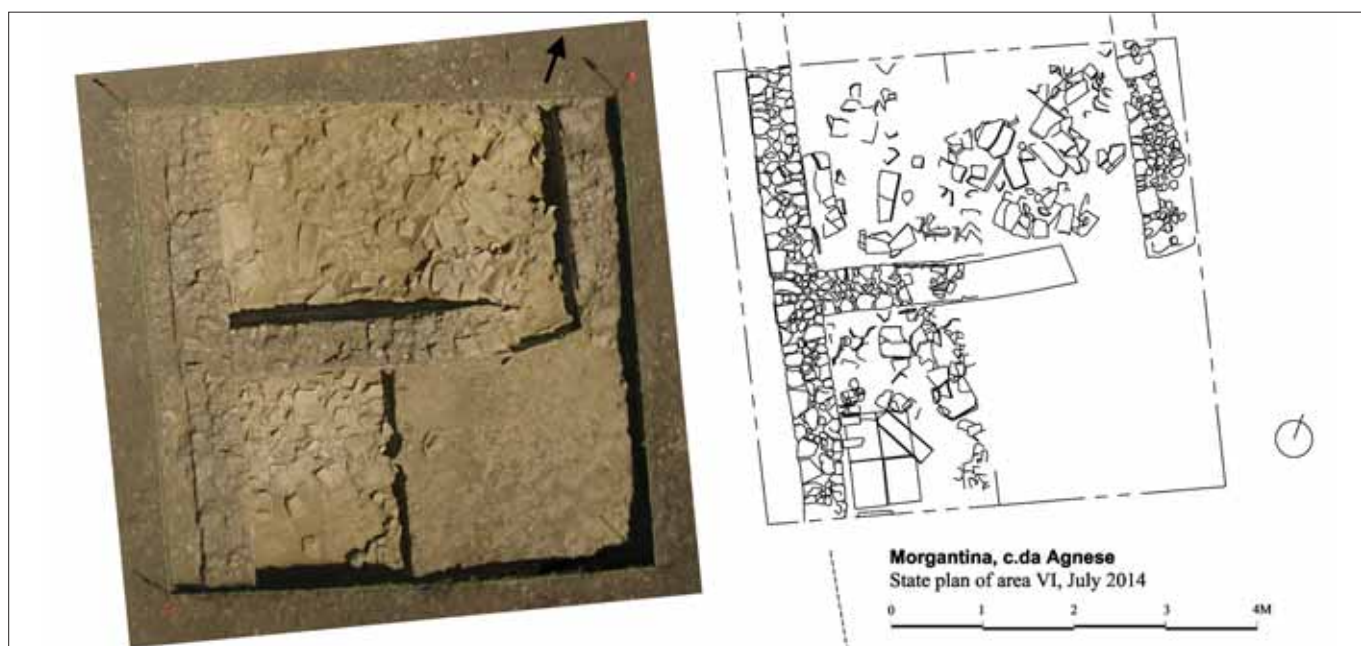 Morgantina, c.da Agnese
State plan of area VI, July 2014
0 1 2 3 4M